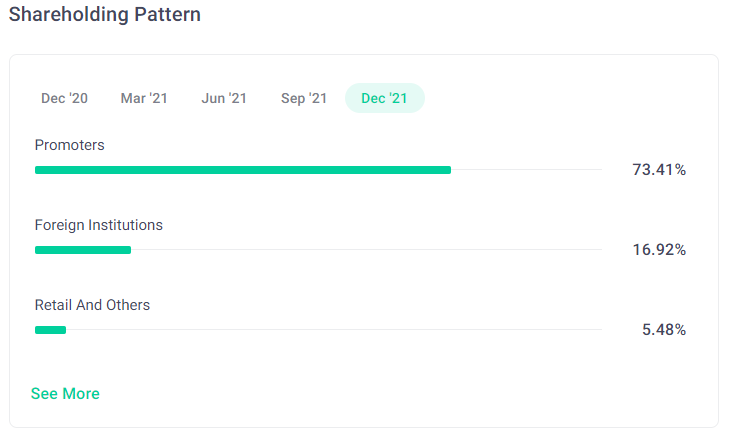 Shareholding Pattern
Dec '20 Mar '21 Jun '21 Sep '21 Dec '21
Promoters
73.41%
Foreign Institutions
16.92%
Retail And Others
5.48%
See More